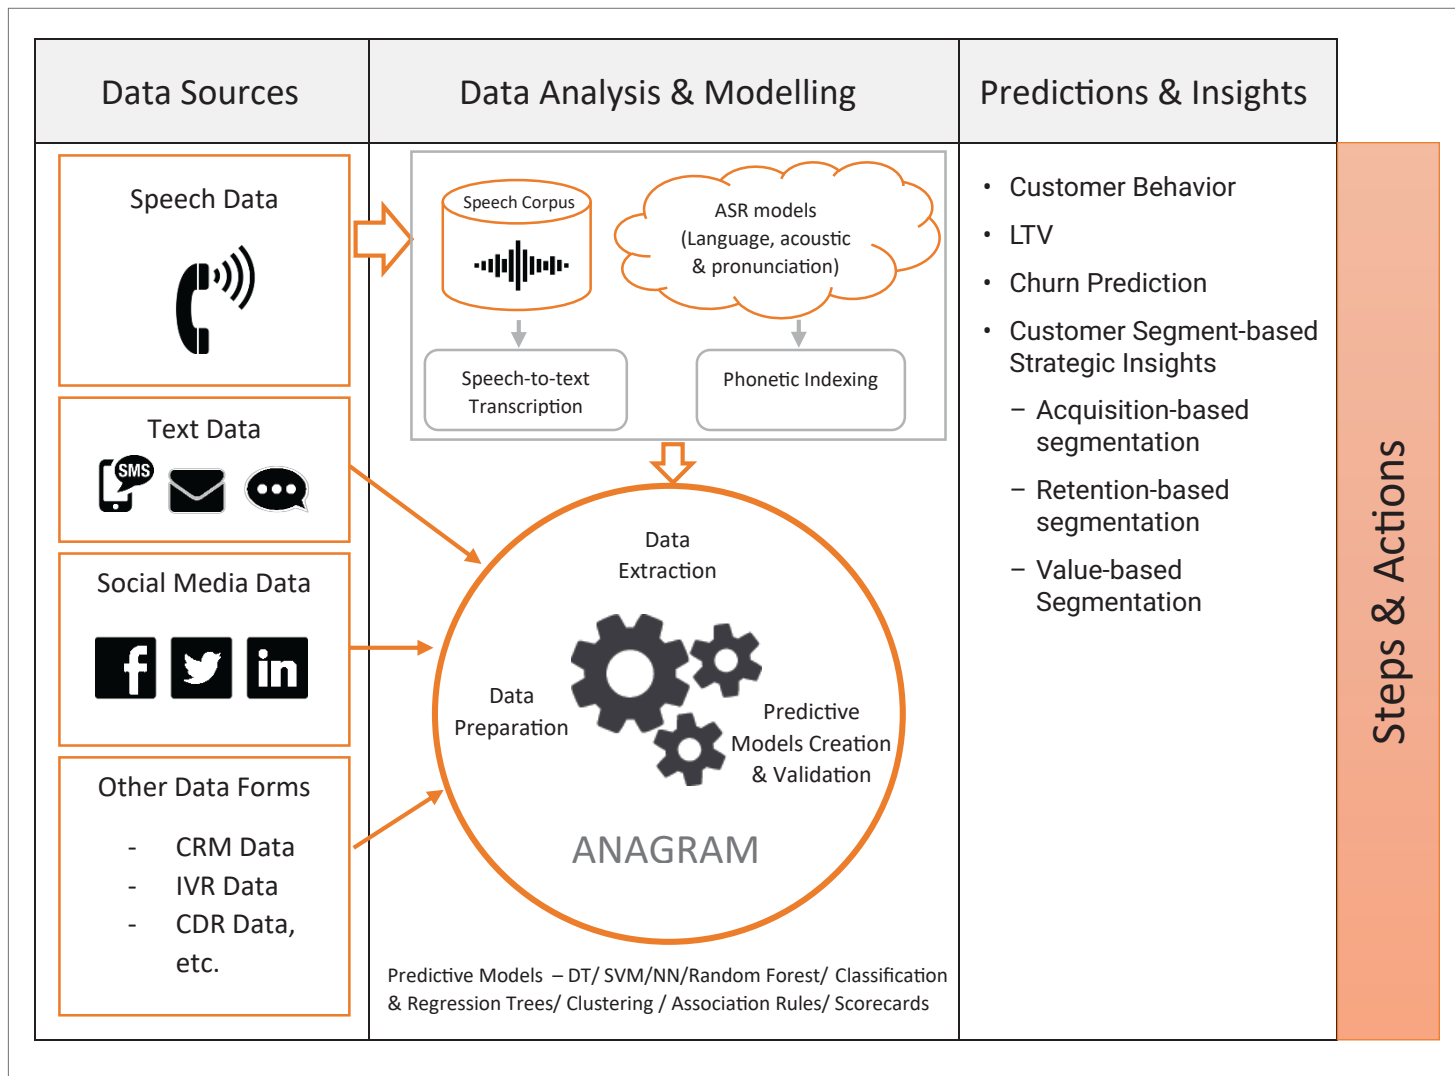 Data Sources
Data Analysis & Modelling
Predictions & Insights
Speech Data
Text Data
SMS
Social Media Data
f
in
Other Data Forms
- CRM Data
- IVR Data
- CDR Data,
etc.
Speech Corpus
ASR models
(Language, acoustic
& pronunciation)
Speech-to-text
Transcription
Phonetic Indexing
Data
Extraction
Data
Preparation
Predictive
Models Creation
& Validation
ANAGRAM
Predictive Models – DT/ SVM/NN/Random Forest/ Classification
& Regression Trees/ Clustering / Association Rules/ Scorecards
• Customer Behavior
• LTV
• Churn Prediction
• Customer Segment-based
Strategic Insights
– Acquisition-based
segmentation
– Retention-based
segmentation
– Value-based
Segmentation
Steps & Actions